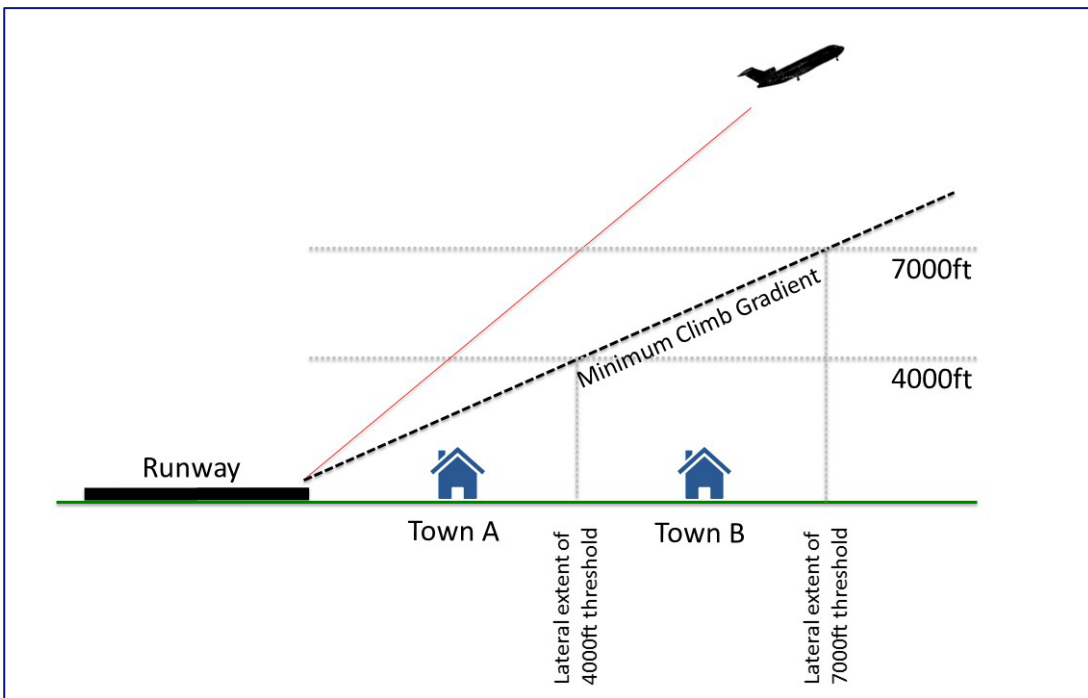 7000ft
Minimum Climb Gradient
4000ft
Runway
Town A
Town B
Lateral extent of
4000ft threshold
Lateral extent of
7000ft threshold